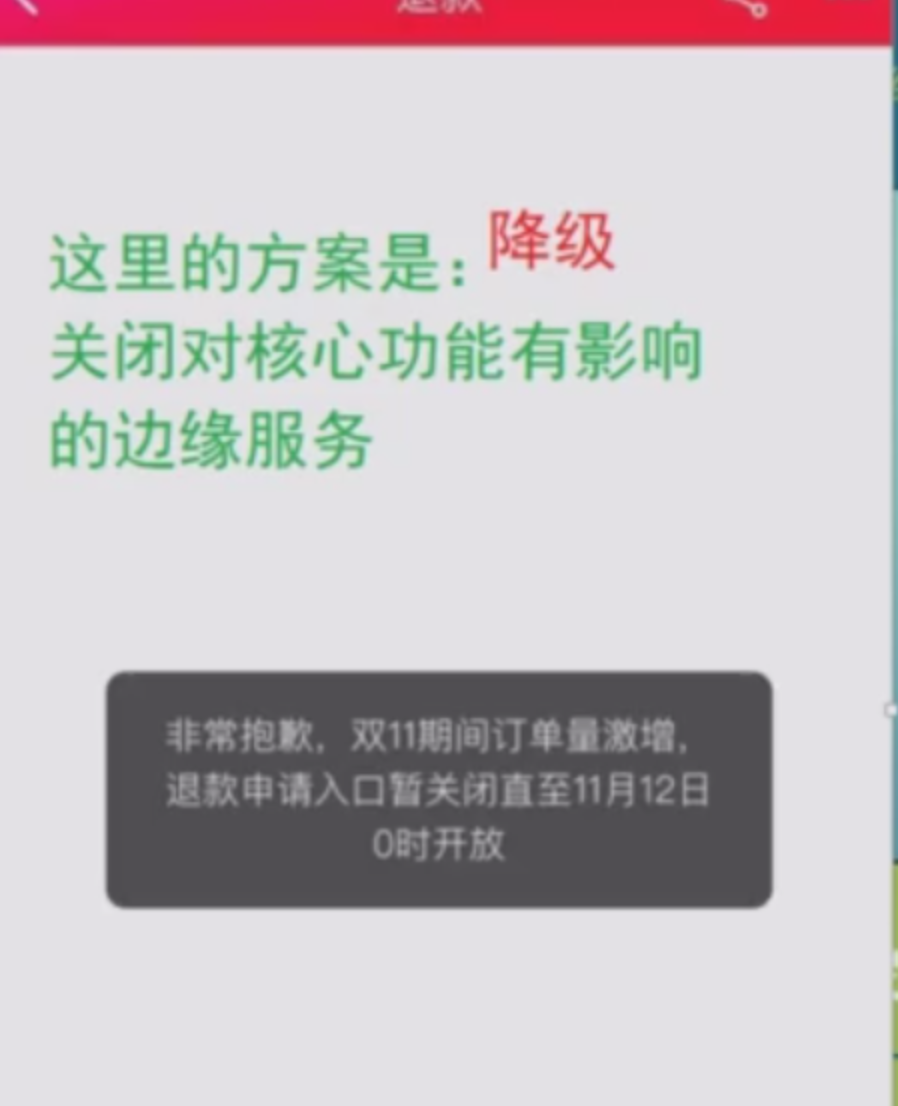 退款
这里的方案是：降级
关闭对核心功能有影响
的边缘服务
非常抱歉，双11期间订单量激增，
退款申请入口暂关闭直至11月12日
0时开放